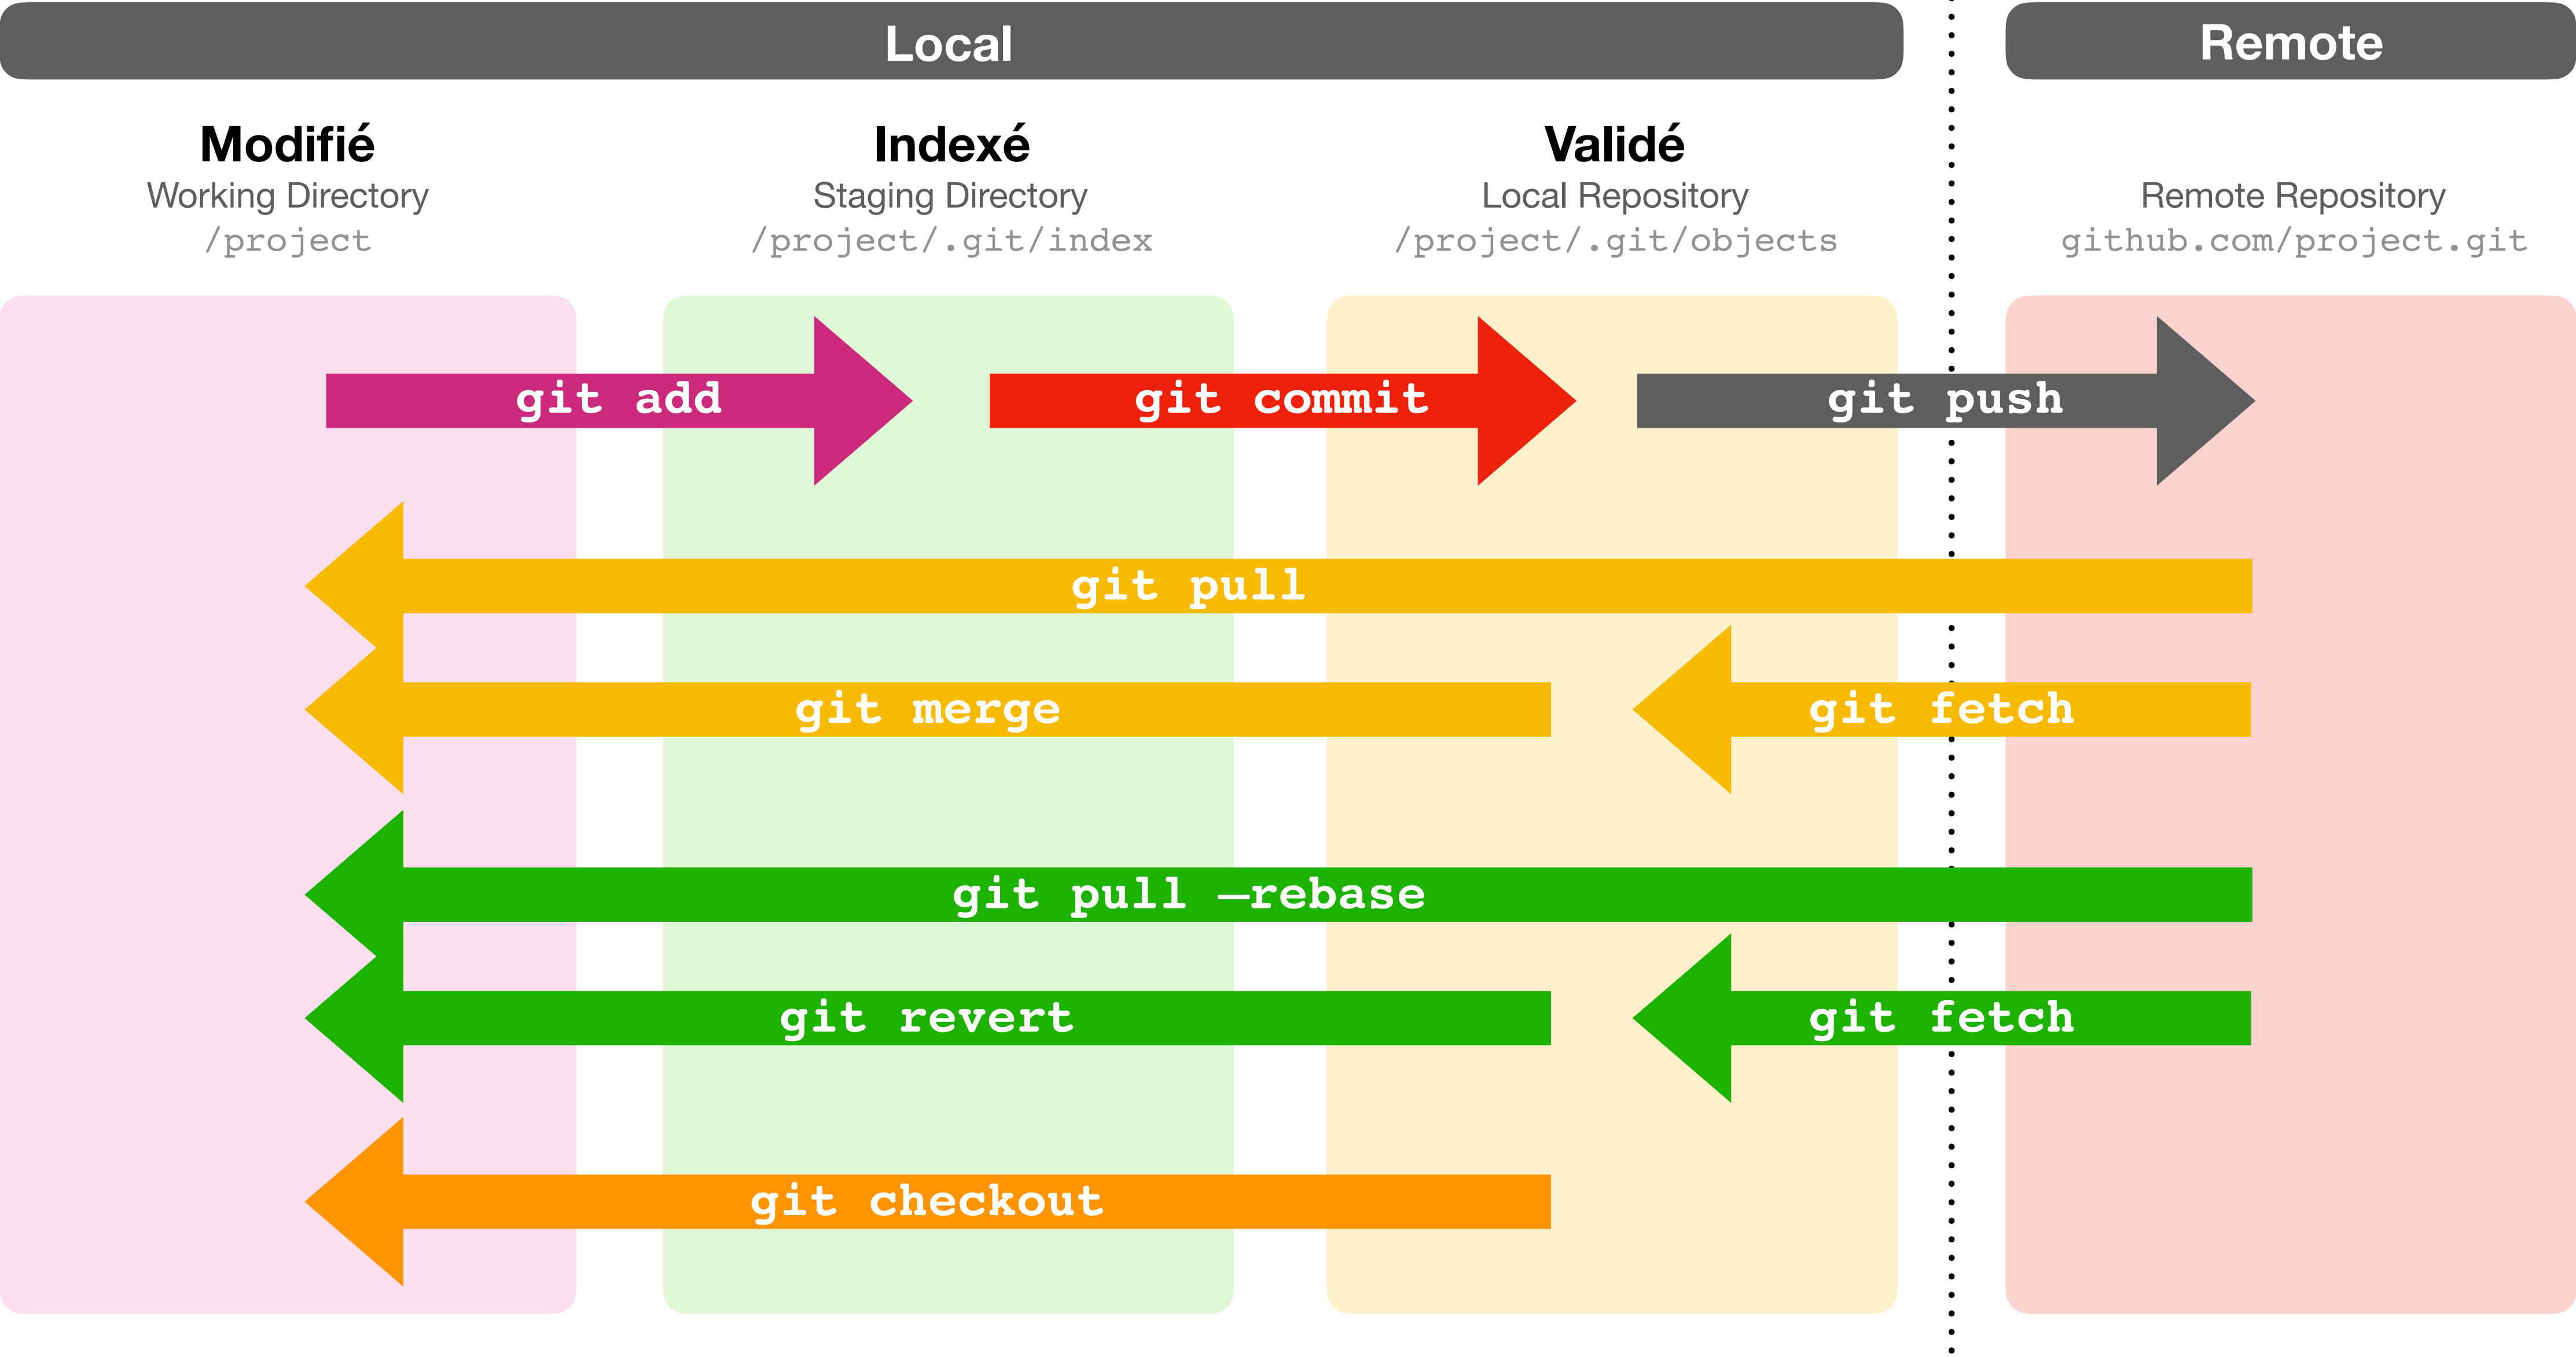 Local
Remote
Modifié
Indexé
Validé
Working Directory
Staging Directory
Local Repository
Remote Repository
/project
/project/.git/index
/project/.git/objects
github.com/project.git
git add
git commit
git push
git pull
git merge
git fetch
git pull —rebase
git revert
git fetch
git checkout